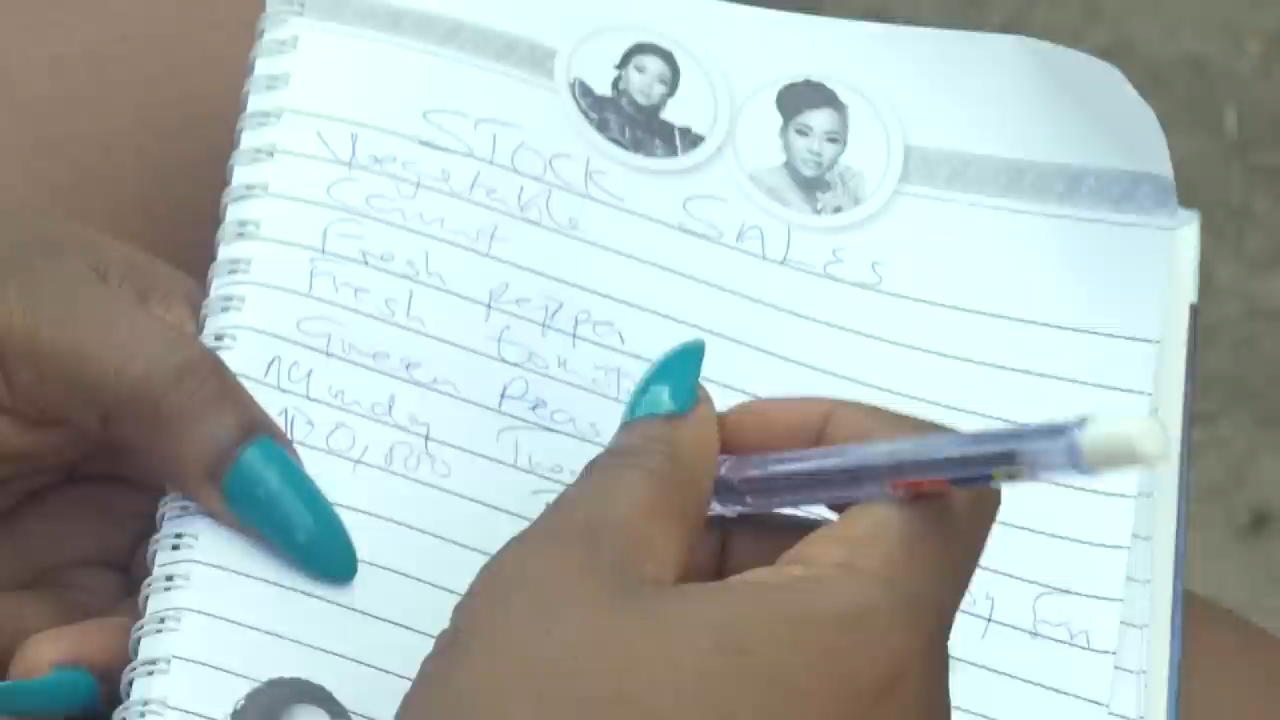 STOCK SALES
Vegetable
Carrot
Fresh pepper
Fresh
Green Peas
Munday
120,000